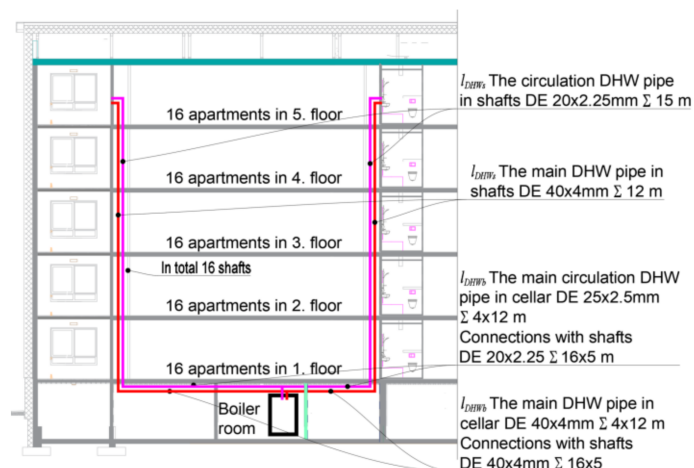 16 apartments in 5. floor
16 apartments in 4. floor
16 apartments in 3. floor
In total 16 shafts
16 apartments in 2. floor
16 apartments in 1. floor
Boiler
room
lDHWa The circulation DHW pipe
in shafts DE 20x2.25mm Σ 15 m
lDHWa The main DHW pipe in
shafts DE 40x4mm Σ 12 m
lDHWb The main circulation DHW
pipe in cellar DE 25x2.5mm
Σ 4x12 m
Connections with shafts
DE 20x2.25 Σ 16x5 m
lDHWb The main DHW pipe in
cellar DE 40x4mm Σ 4x12 m
Connections with shafts
DE 40x4mm Σ 16x5